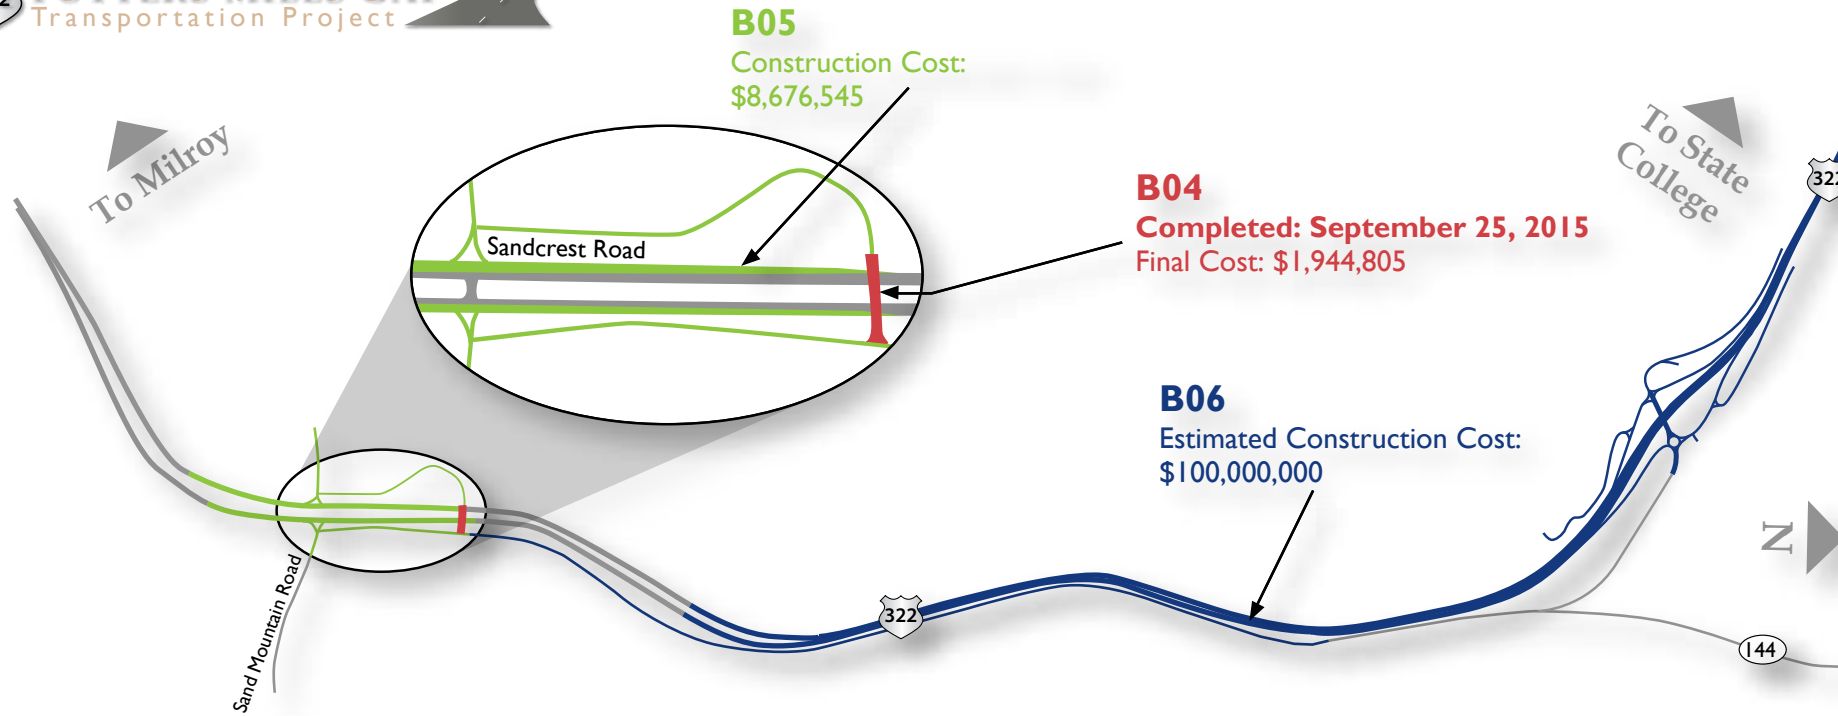 Transportation Project
B05
Construction Cost:
$8,676,545
To Milroy
To State
College
322
B04
Completed: September 25, 2015
Final Cost: $1,944,805
Sandcrest Road
B06
Estimated Construction Cost:
$100,000,000
N
Sand Mountain Road
322
144